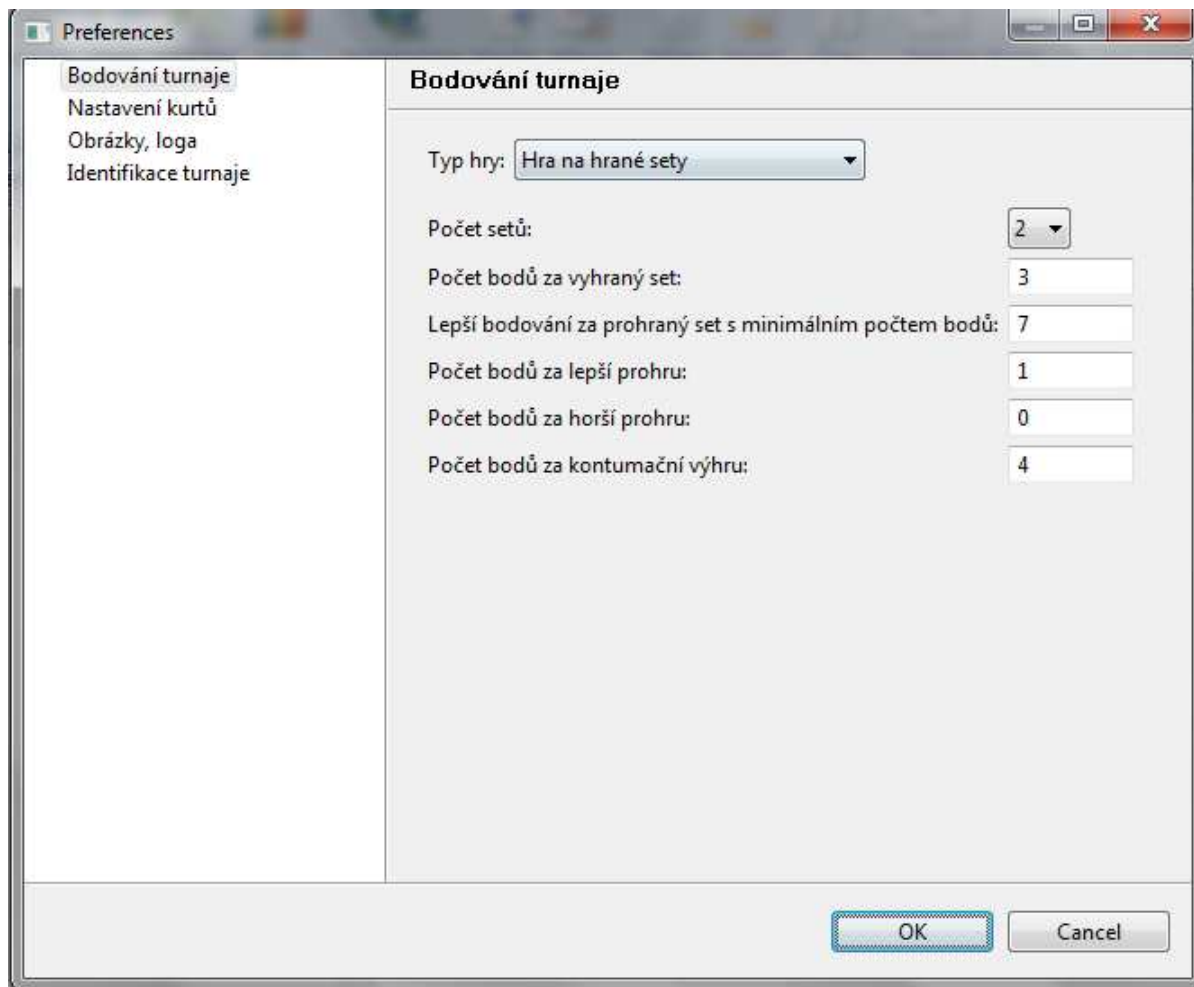 Preferences
Bodování turnaje
Nastavení kurtů
Obrázky, loga
Identifikace turnaje
Bodování turnaje
Typ hry: Hra na hrané sety
Počet setů: 2
Počet bodů za vyhraný set: 3
Lepší bodování za prohraný set s minimálním počtem bodů: 7
Počet bodů za lepší prohru: 1
Počet bodů za horší prohru: 0
Počet bodů za kontumační výhru: 4
OK Cancel